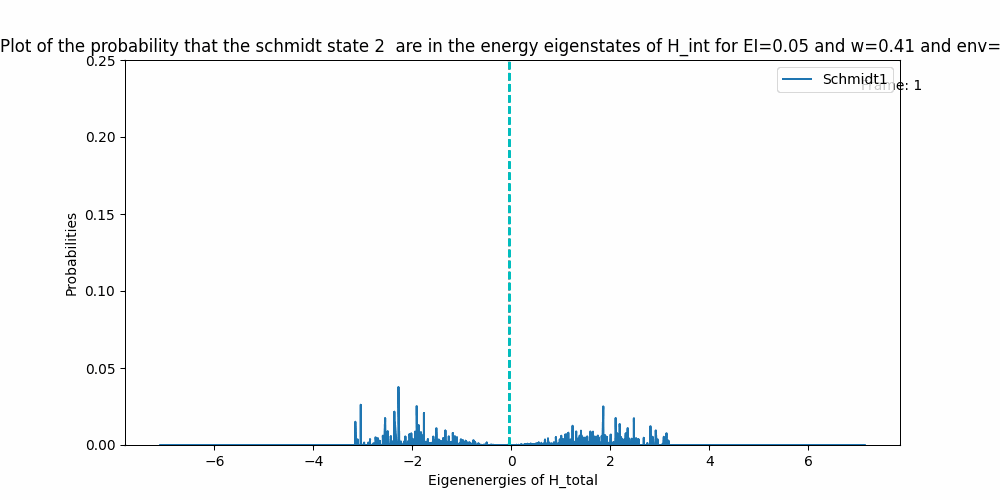 Plot of the probability that the schmidt state 2  are in the energy eigenstates of H_int for EI=0.05 and w=0.41 and env=
0.25
Schmidt1
Frame: 1
0.20
0.15
Probabilities
0.10
0.05
0.00
−6
−4
−2
0
2
4
6
Eigenenergies of H_total